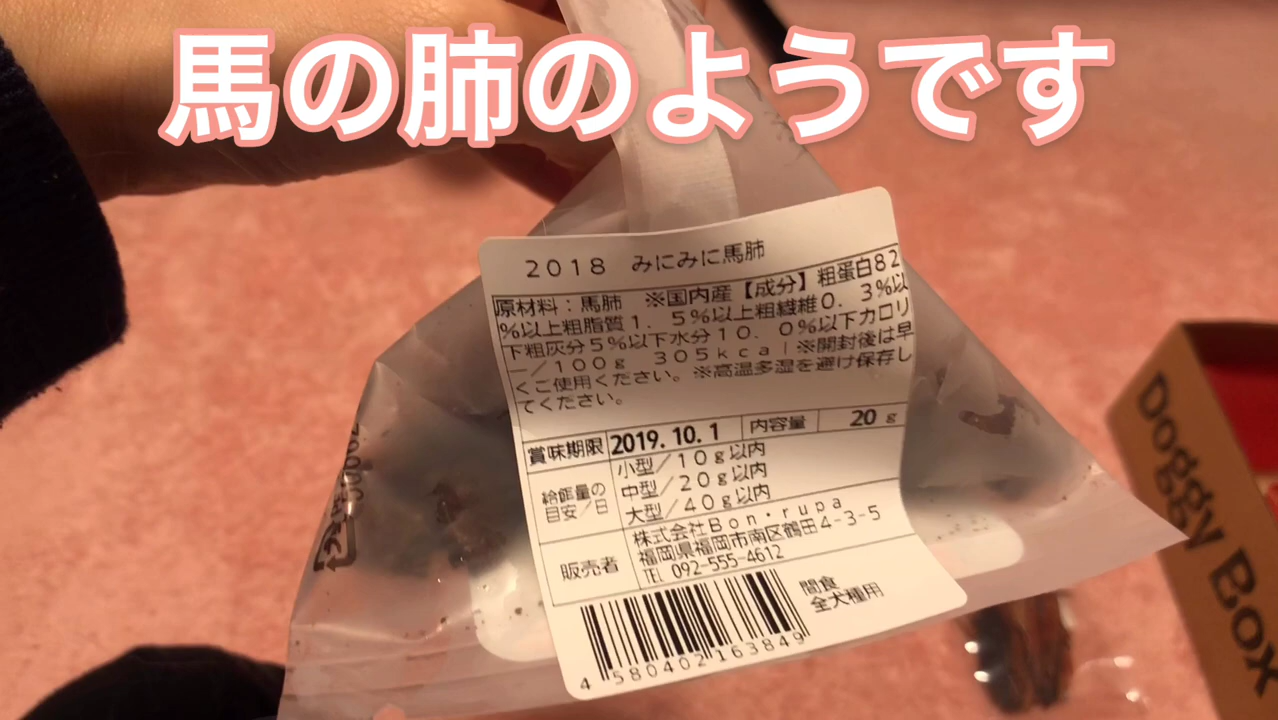 馬の肺のようです
2018 みにみに馬肺
原材料:馬肺 ※国内産【成分】粗蛋白82
%以上粗脂質1.5%以上粗繊維0.3%以
下粗灰分5%以下水分10.0%以下カロリ
ー/100g 305kcal※開封後は早
くご使用ください。※高温多湿を避け保存し
てください。
賞味期限 2019.10.1 内容量 20g
給餌量の目安/日
小型/10g以内
中型/20g以内
大型/40g以内
販売者
株式会社Bon・rupa
福岡県福岡市南区鶴田4-3-5
TEL 092-555-4612
間食
全犬種用
4580402163849
Doggy Box